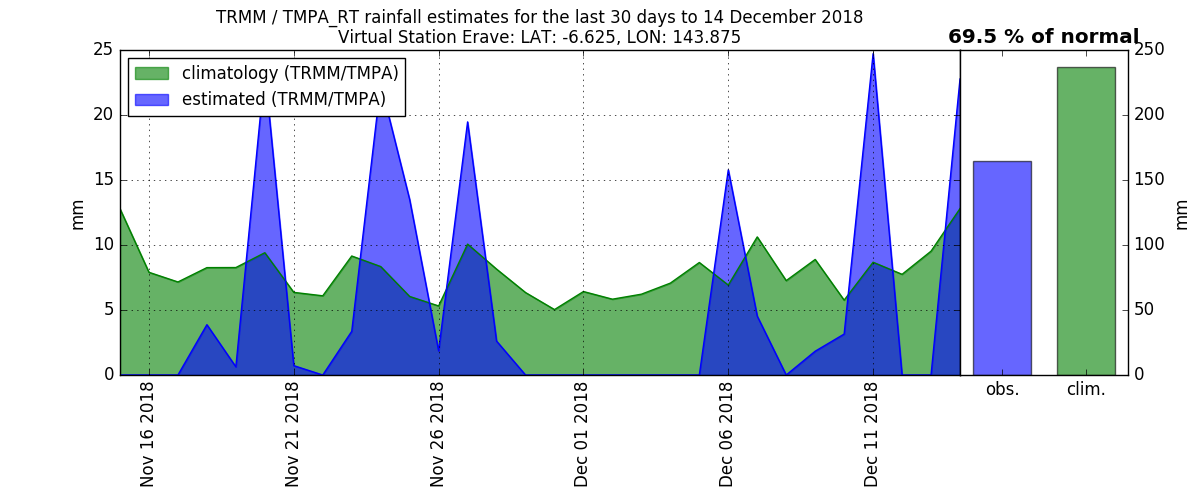 TRMM / TMPA_RT rainfall estimates for the last 30 days to 14 December 2018
Virtual Station Erave: LAT: -6.625, LON: 143.875
69.5 % of normal
climatology (TRMM/TMPA)
estimated (TRMM/TMPA)
25
20
15
10
5
0
mm
Nov 16 2018
Nov 21 2018
Nov 26 2018
Dec 01 2018
Dec 06 2018
Dec 11 2018
obs.
clim.
250
200
150
100
50
0
mm